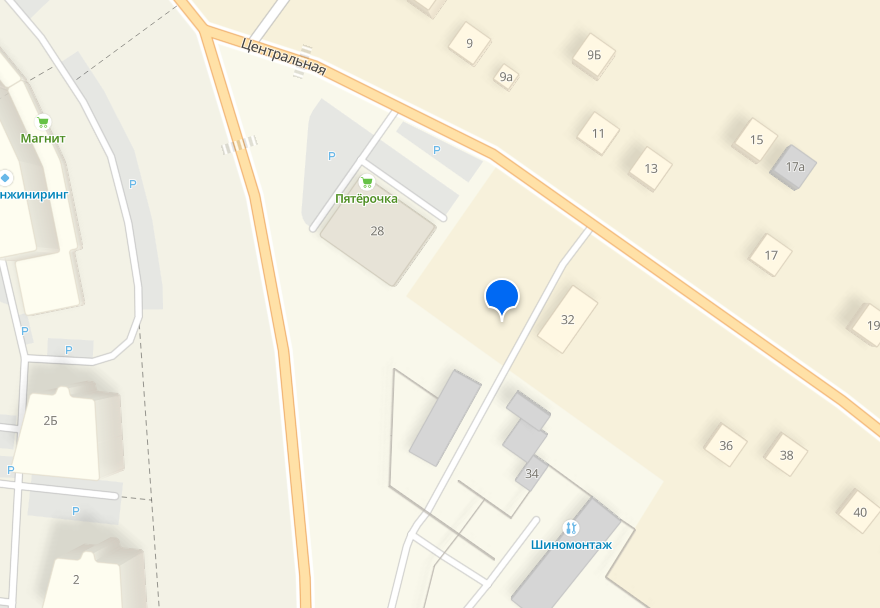 9
9Б
Центральная
9а
Магнит
11
15
P
P
13
17а
нжиниринг
P
Пятёрочка
28
17
32
19
P
P
2Б
36
38
P
34
40
P
Шиномонтаж
2